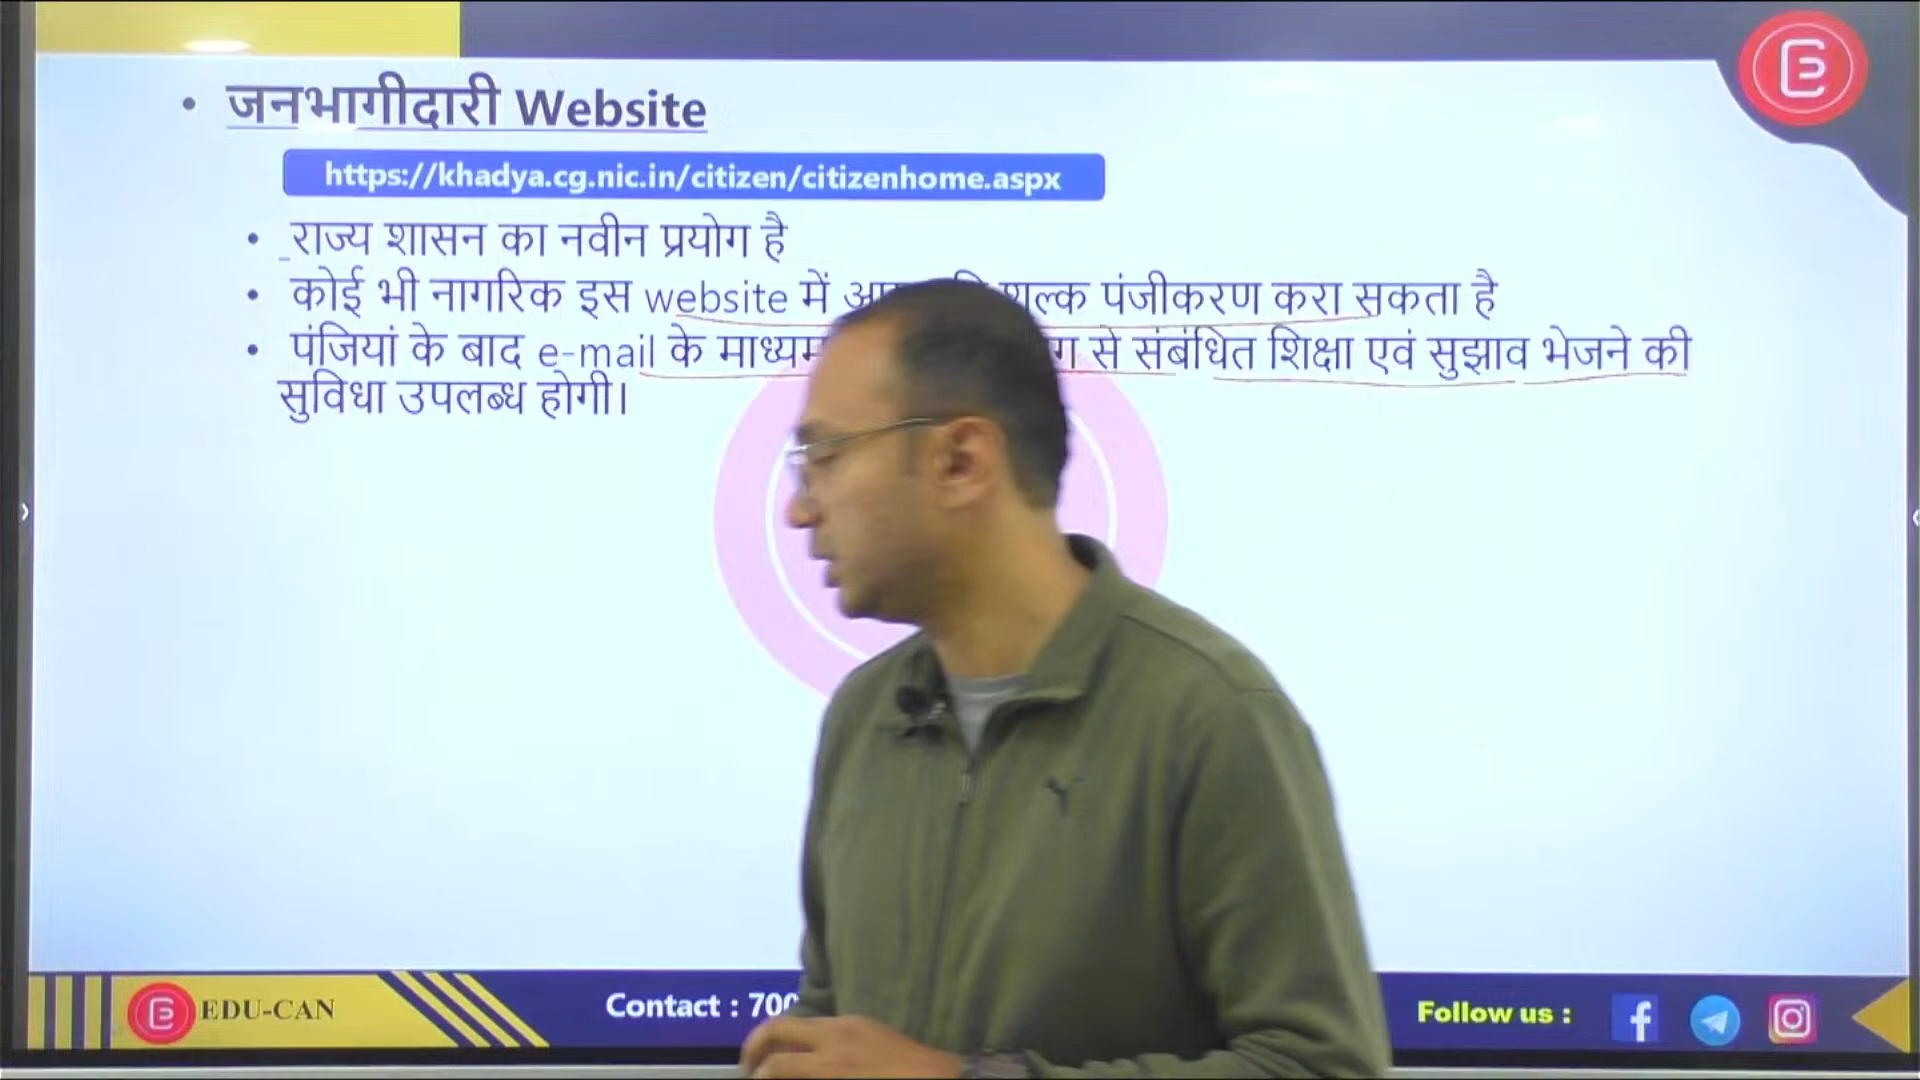 • जनभागीदारी Website
https://khadya.cg.nic.in/citizen/citizenhome.aspx
• राज्य शासन का नवीन प्रयोग है
• कोई भी नागरिक इस website में पंजीकरण करा सकता है
• पंजियां के बाद e-mail के माध्यम से संबंधित शिक्षा एवं सुझाव भेजने की
सुविधा उपलब्ध होगी।
EDU-CAN
Contact : 700
Follow us :